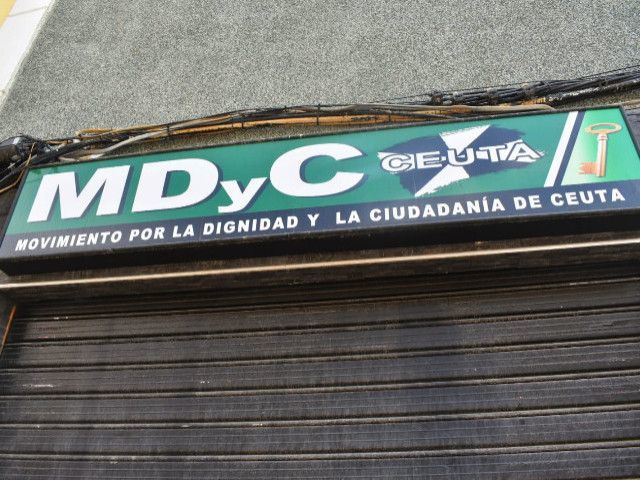 MDyC CEUTA
MOVIMIENTO POR LA DIGNIDAD Y LA CIUDADANÍA DE CEUTA